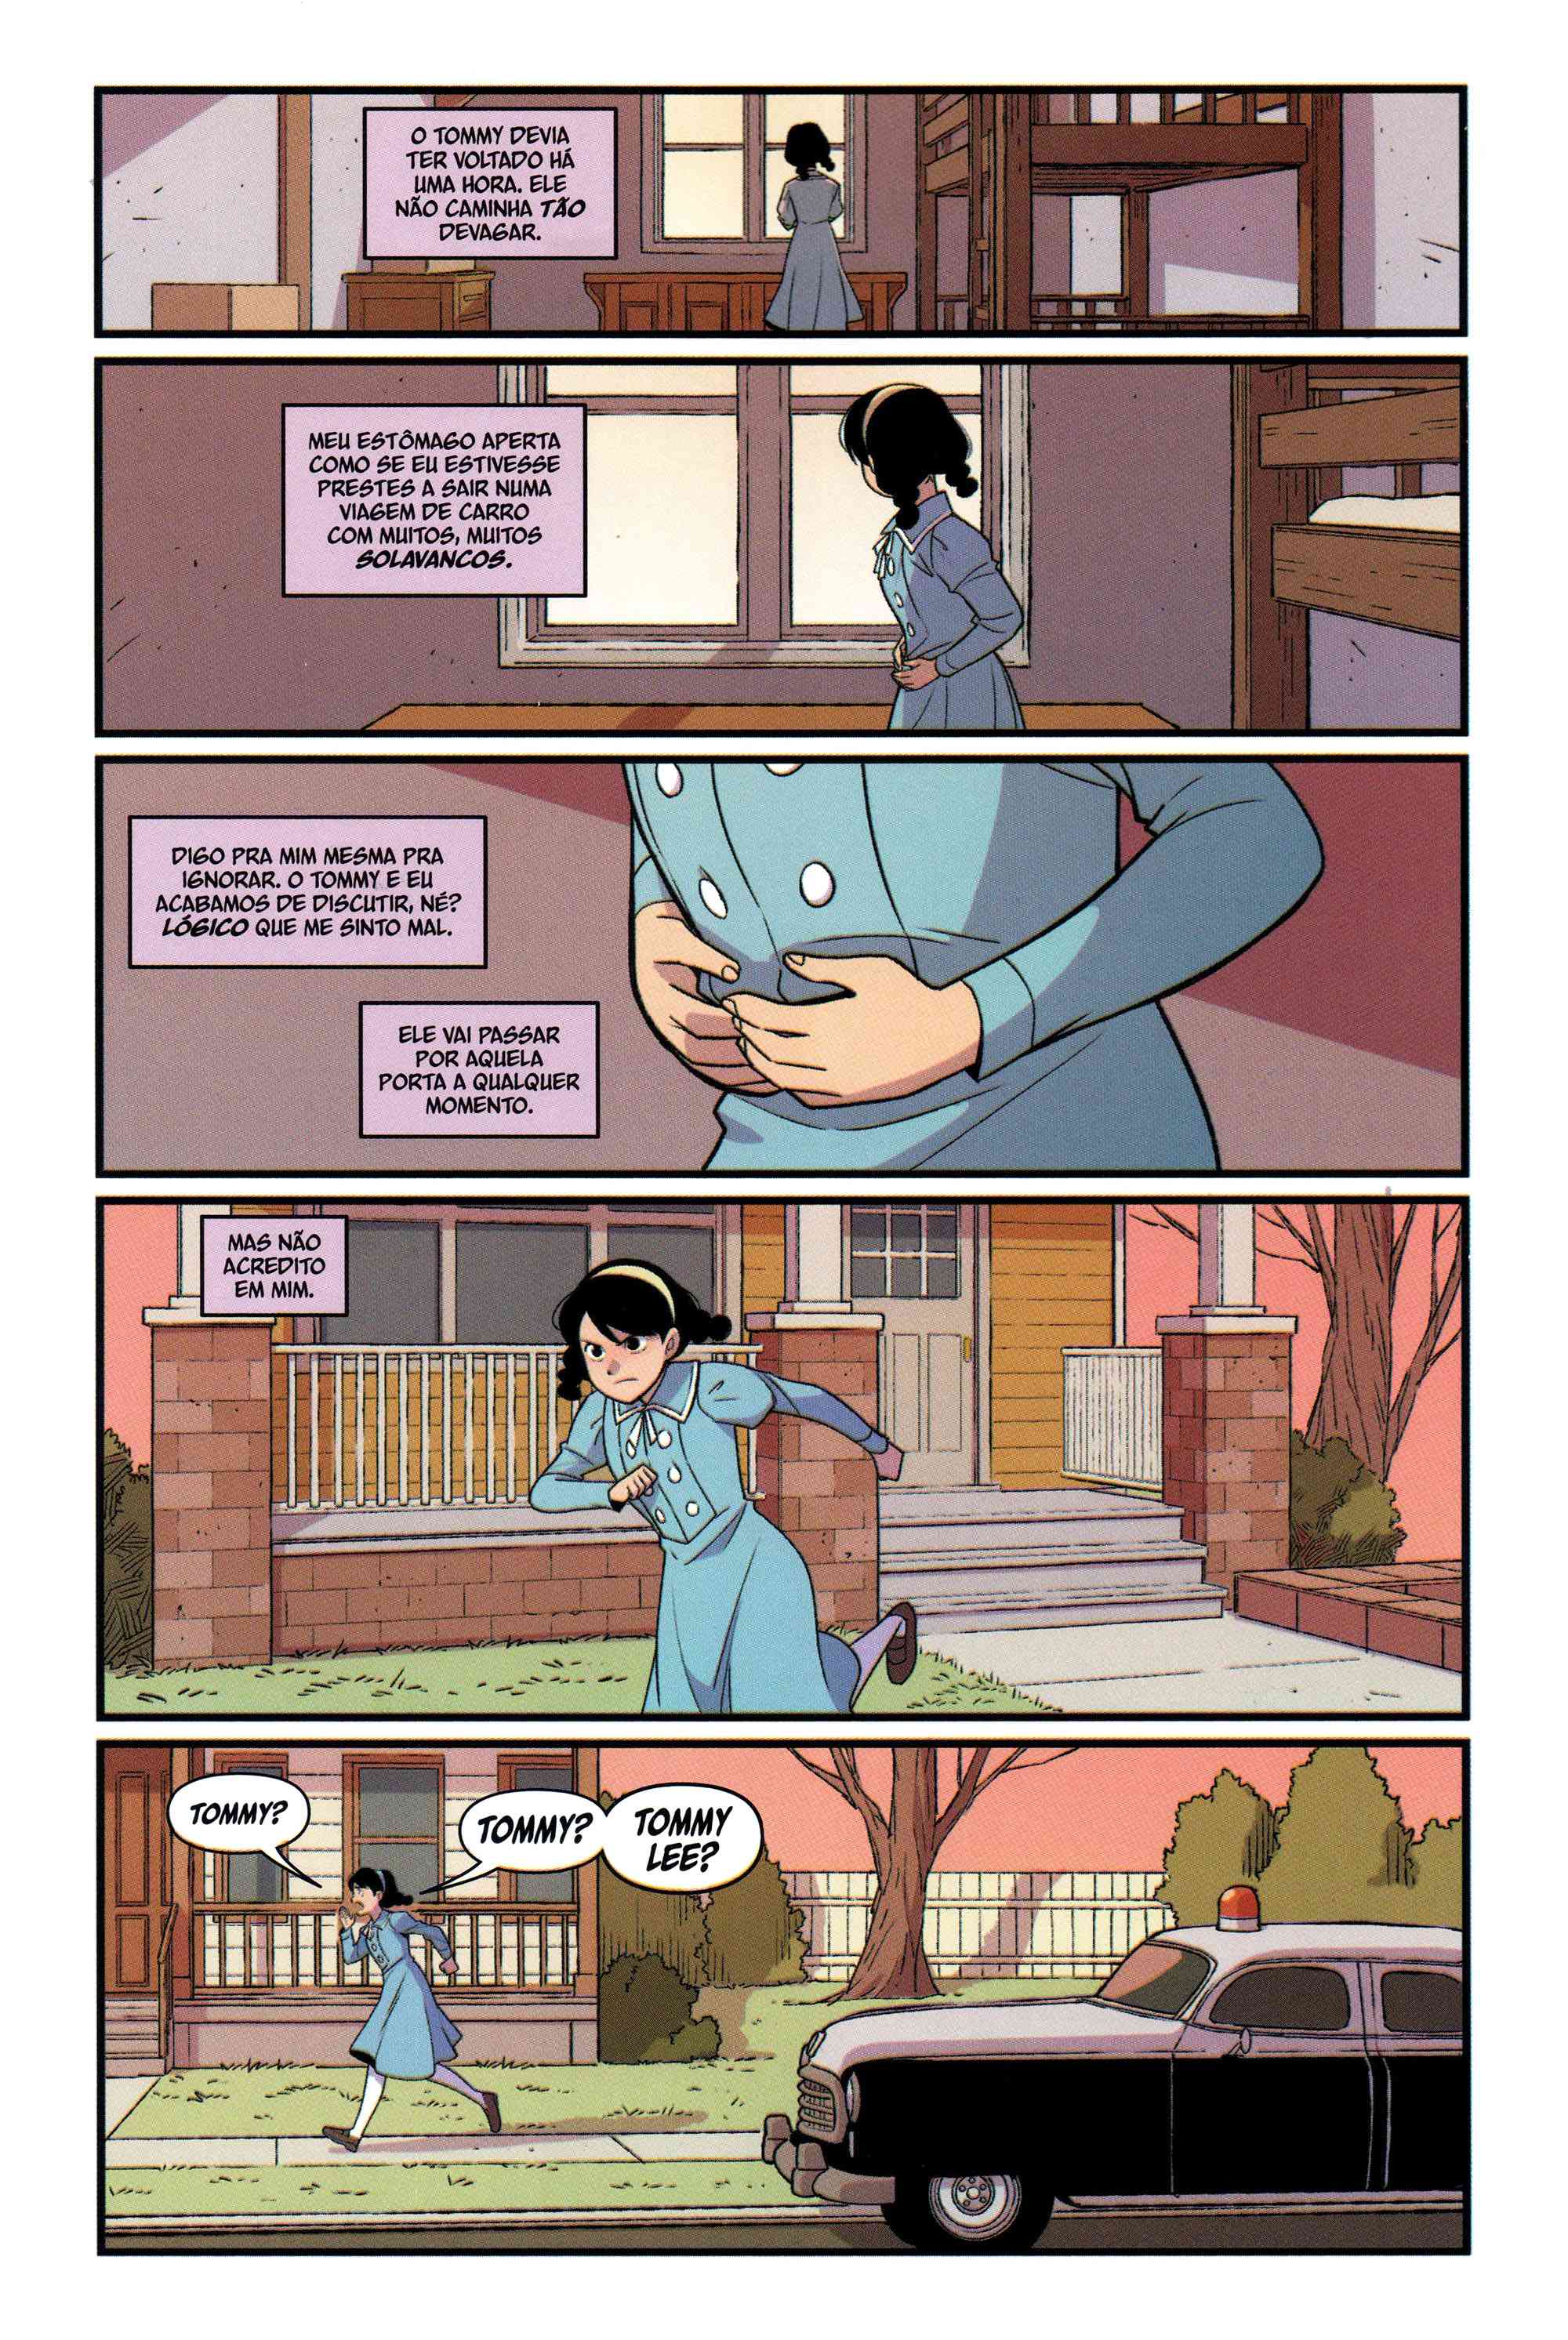 O TOMMY DEVIA
TER VOLTADO HÁ
UMA HORA. ELE
NÃO CAMINHA TÃO
DEVAGAR.
MEU ESTÔMAGO APERTA
COMO SE EU ESTIVESSE
PRESTES A SAIR NUMA
VIAGEM DE CARRO
COM MUITOS, MUITOS
SOLAVANCOS.
DIGO PRA MIM MESMA PRA
IGNORAR. O TOMMY E EU
ACABAMOS DE DISCUTIR, NÉ?
LÓGICO QUE ME SINTO MAL.
ELE VAI PASSAR
POR AQUELA
PORTA A QUALQUER
MOMENTO.
MAS NÃO
ACREDITO
EM MIM.
TOMMY?
TOMMY?
TOMMY
LEE?